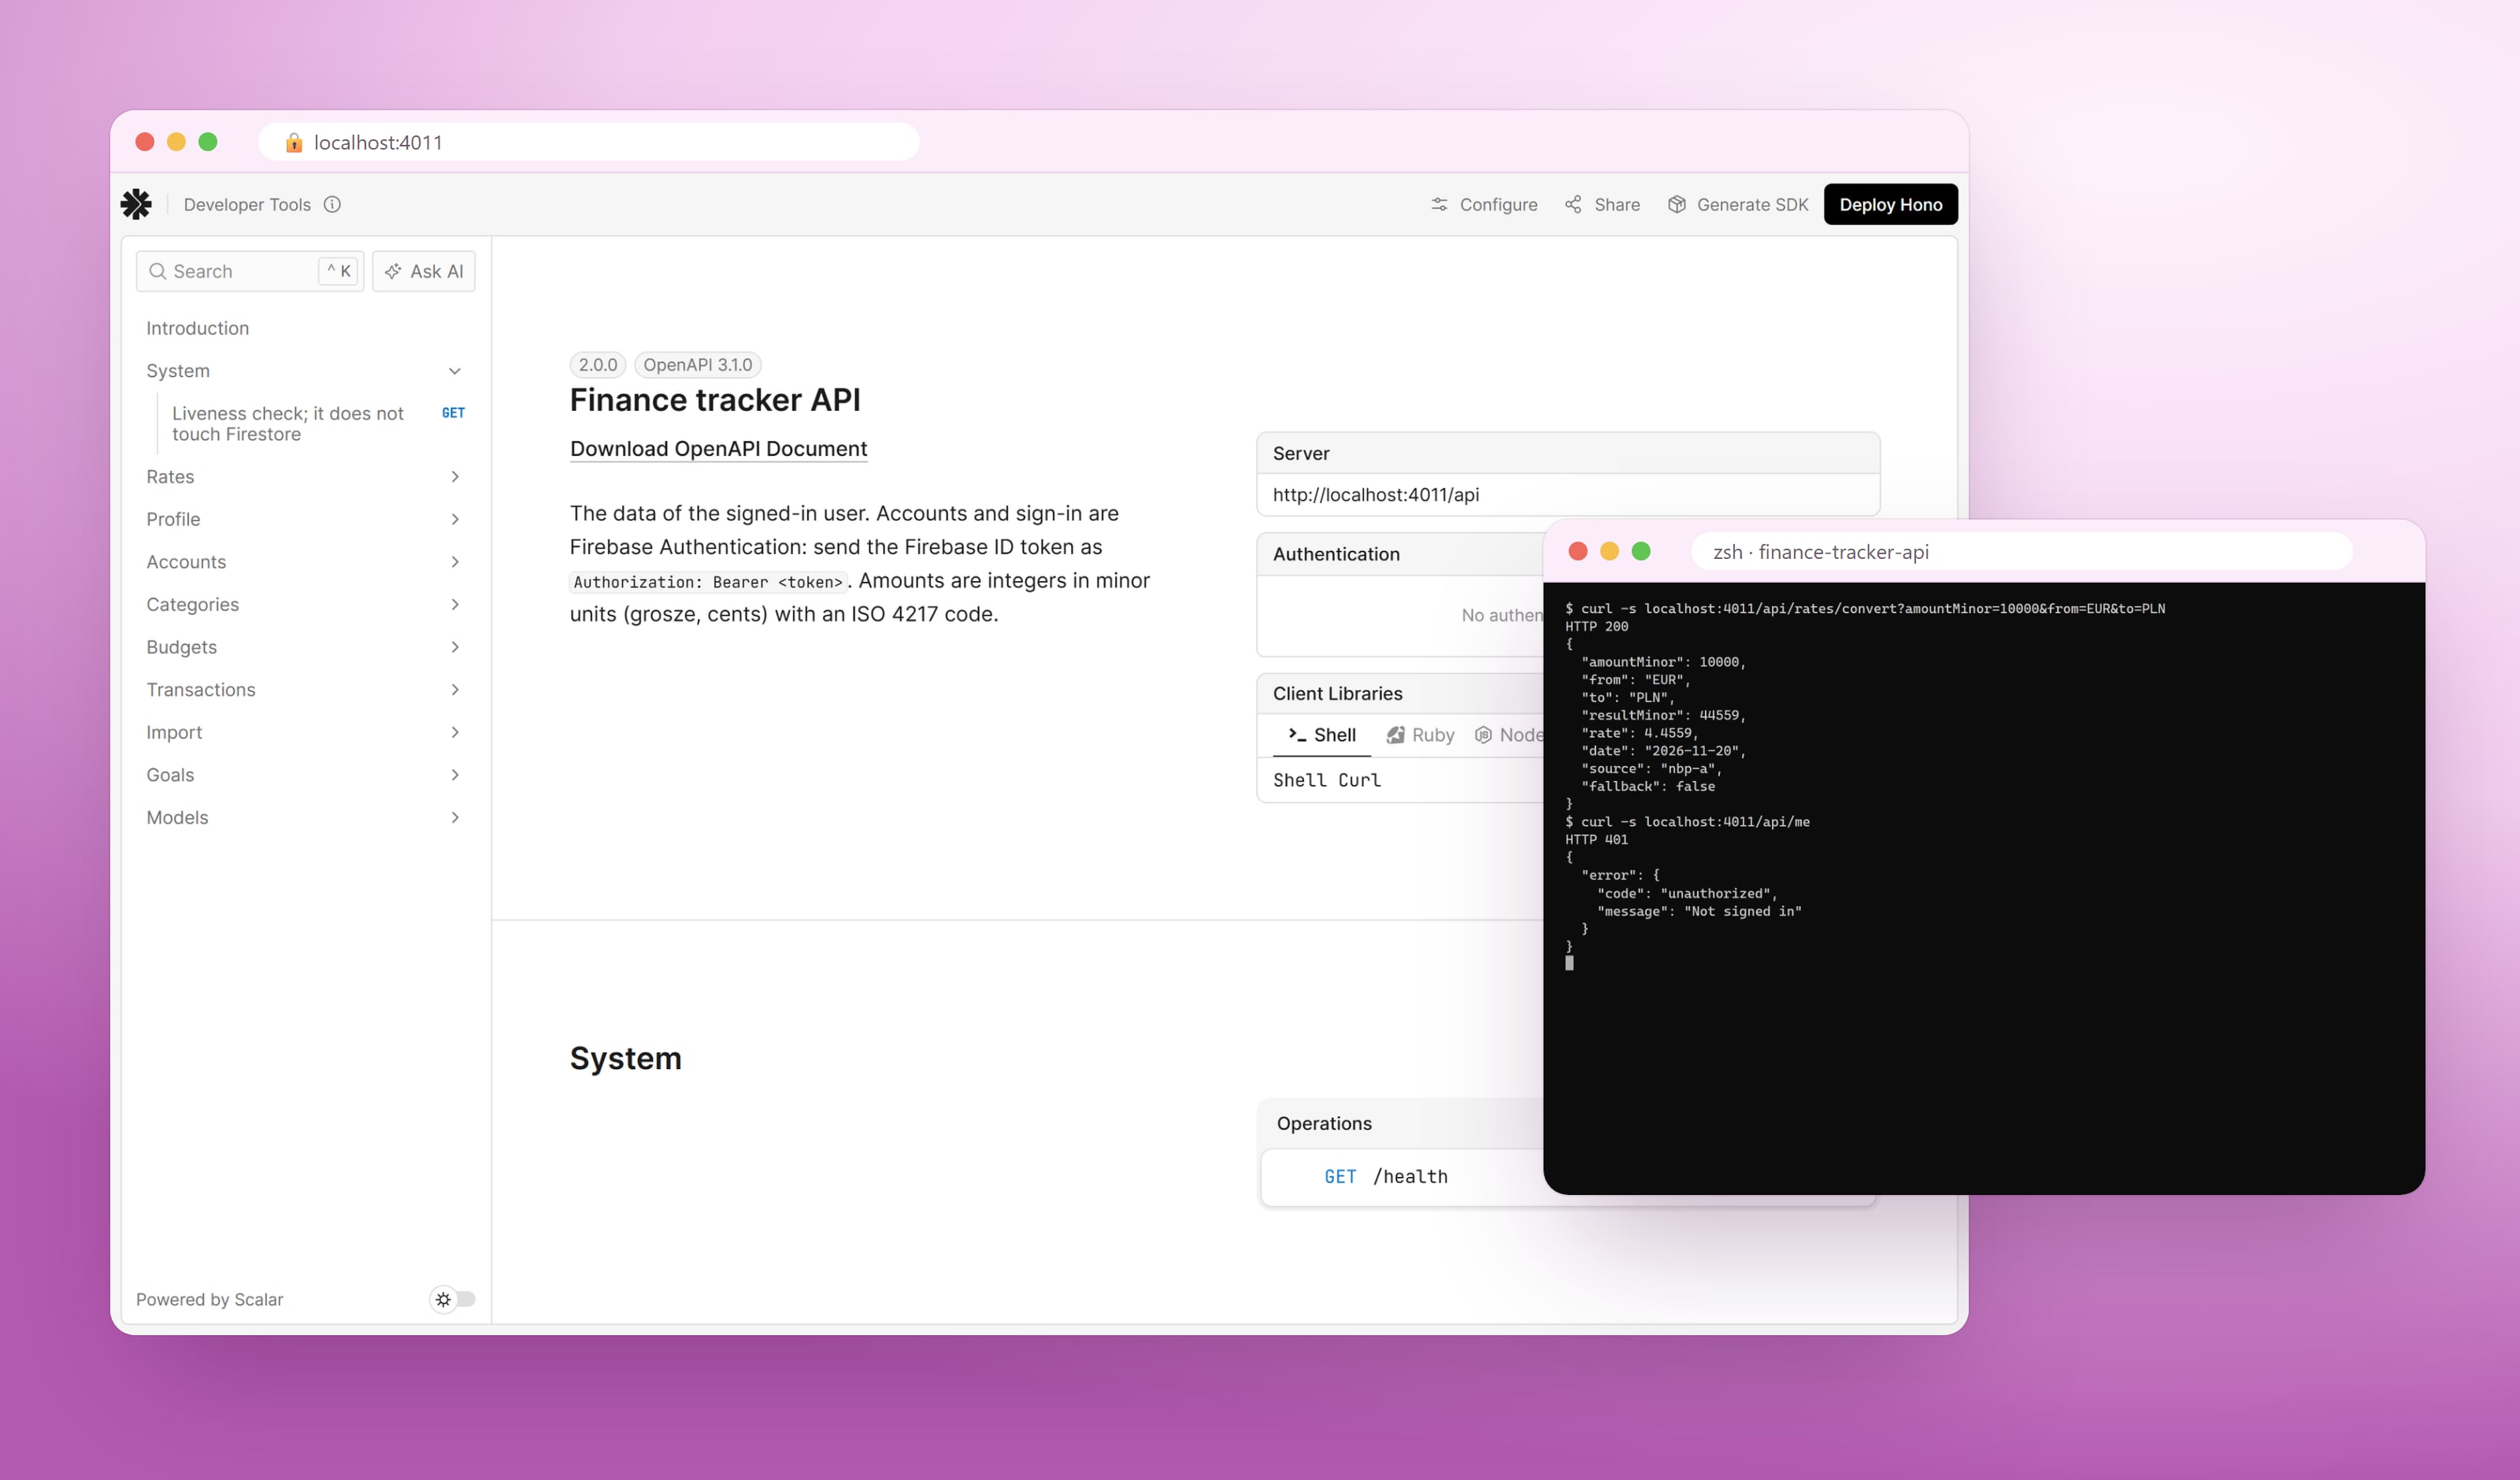 localhost:4011
Developer Tools
Configure
Share
Generate SDK
Deploy Hono
Search
^ K
Ask AI
Introduction
System
Liveness check; it does not
touch Firestore
GET
Rates
Profile
Accounts
Categories
Budgets
Transactions
Import
Goals
Models
Powered by Scalar
2.0.0
OpenAPI 3.1.0
Finance tracker API
Download OpenAPI Document
The data of the signed-in user. Accounts and sign-in are
Firebase Authentication: send the Firebase ID token as
Authorization: Bearer <token>. Amounts are integers in minor
units (grosze, cents) with an ISO 4217 code.
Server
http://localhost:4011/api
Authentication
No authen
Client Libraries
Shell
Ruby
Node
Shell Curl
System
Operations
GET /health
zsh · finance-tracker-api
$ curl -s localhost:4011/api/rates/convert?amountMinor=10000&from=EUR&to=PLN
HTTP 200
{
"amountMinor": 10000,
"from": "EUR",
"to": "PLN",
"resultMinor": 44559,
"rate": 4.4559,
"date": "2026-11-20",
"source": "nbp-a",
"fallback": false
}
$ curl -s localhost:4011/api/me
HTTP 401
{
"error": {
"code": "unauthorized",
"message": "Not signed in"
}
}